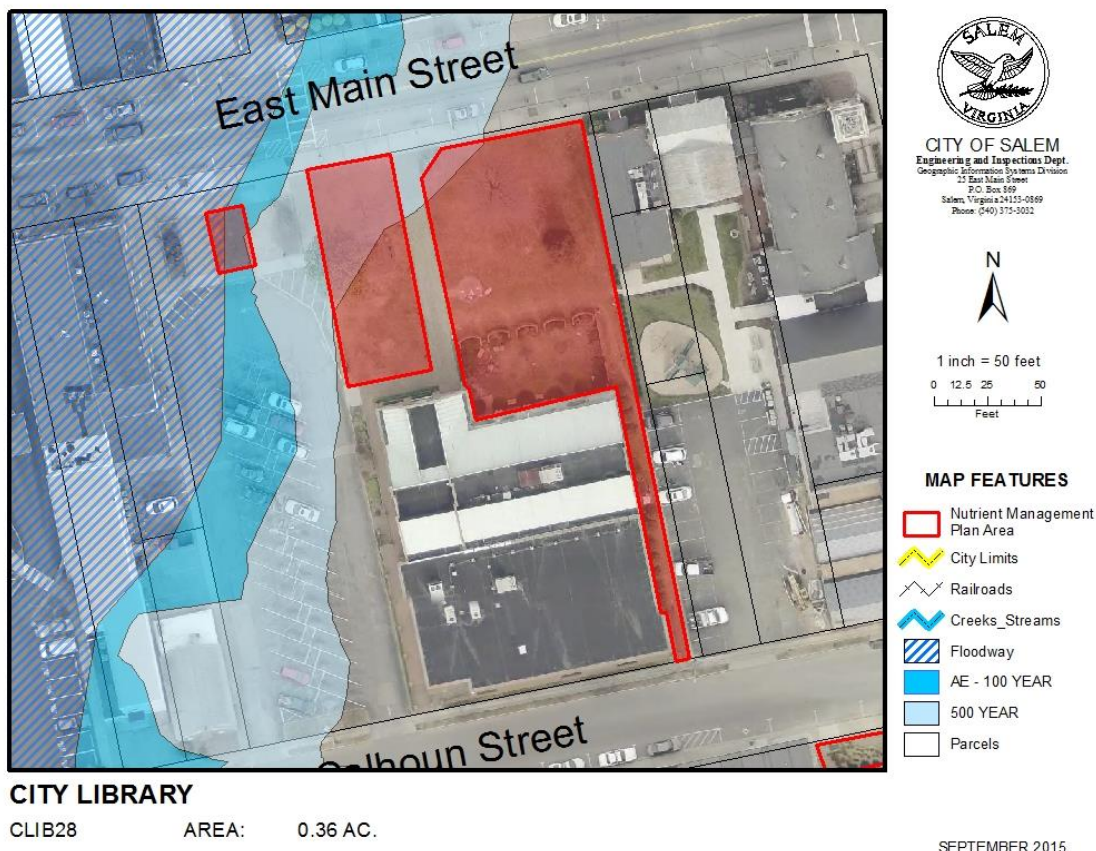 East Main Street
Calhoun Street
SALEM
VIRGINIA
CITY OF SALEM
Engineering and Inspections Dept.
Geographic Information Systems Division
25 East Main Street
P.O. Box 869
Salem, Virginia 24153-0869
Phone: (540) 375-3032
N
1 inch = 50 feet
0 12.5 25 50
Feet
MAP FEATURES
Nutrient Management
Plan Area
City Limits
Railroads
Creeks_Streams
Floodway
AE - 100 YEAR
500 YEAR
Parcels
CITY LIBRARY
CLIB28 AREA: 0.36 AC.
SEPTEMBER 2015